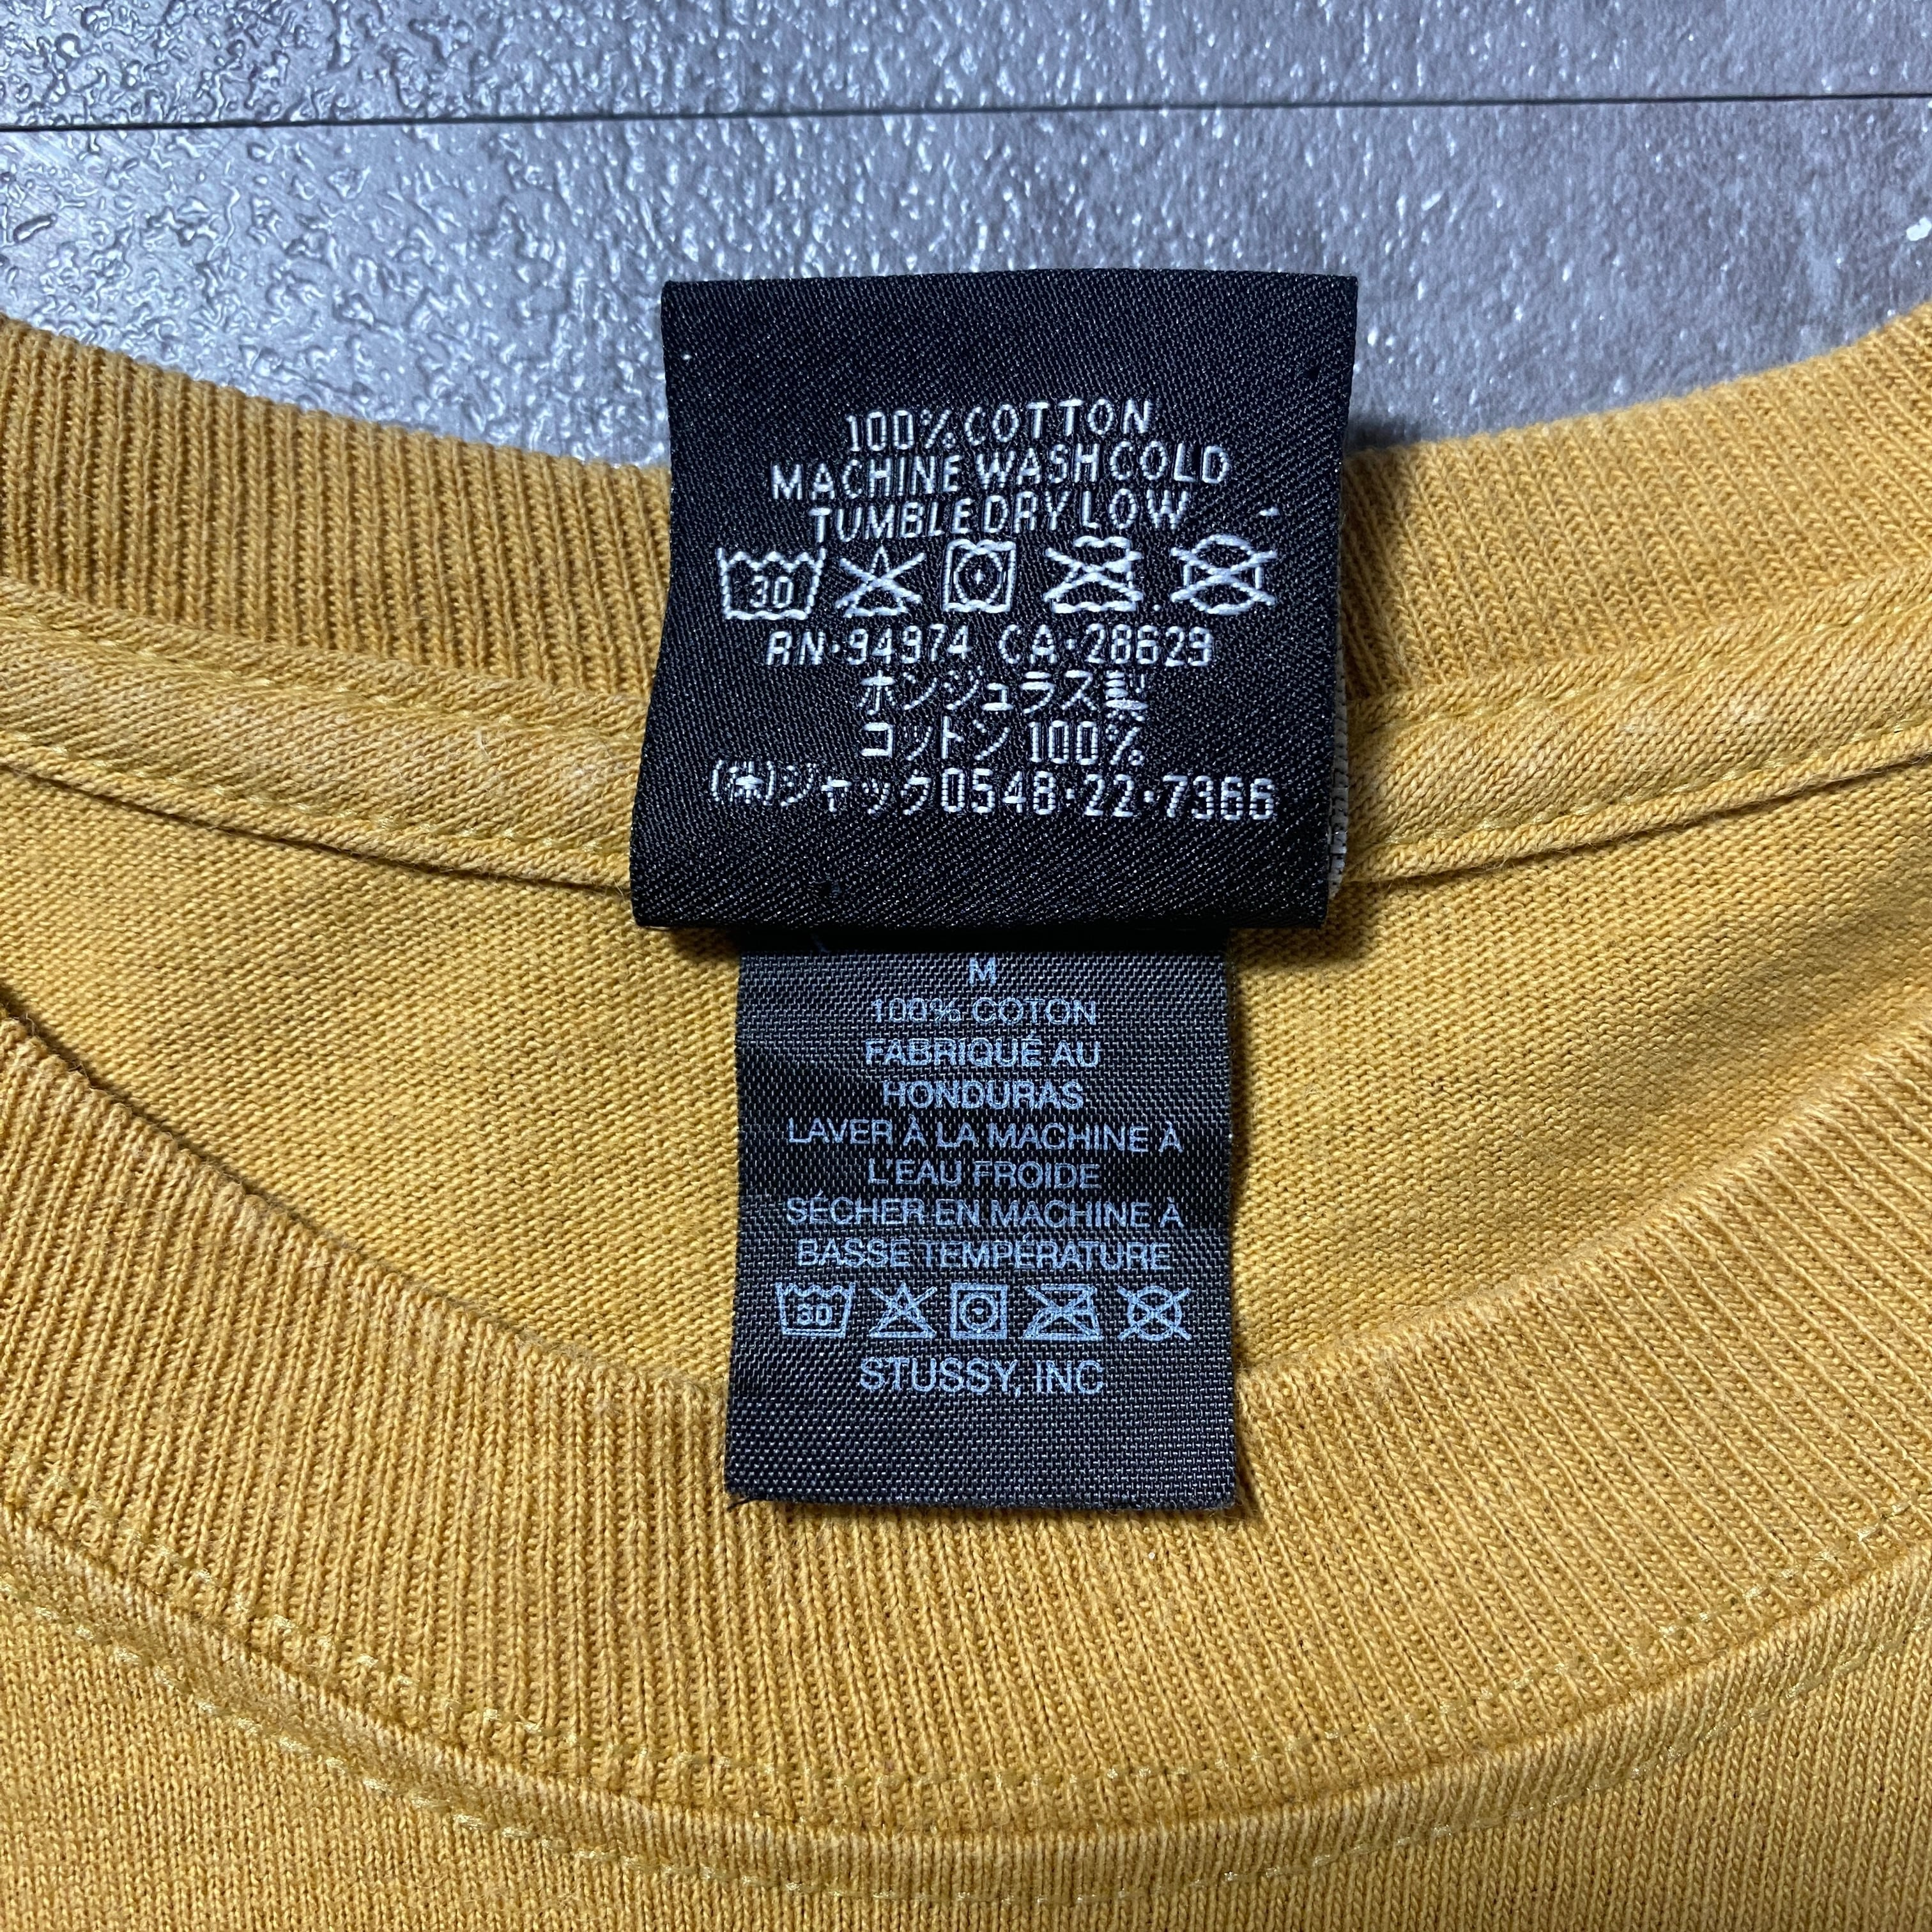 100% COTTON
MACHINE WASH COLD
TUMBLE DRY LOW
30
RN·94974 CA·28629
ホンジュラス製
コットン 100%
(株)ジャック0548·22·7366
M
100% COTON
FABRIQUÉ AU
HONDURAS
LAVER À LA MACHINE À
L'EAU FROIDE
SÉCHER EN MACHINE À
BASSE TEMPÉRATURE
30
STUSSY, INC